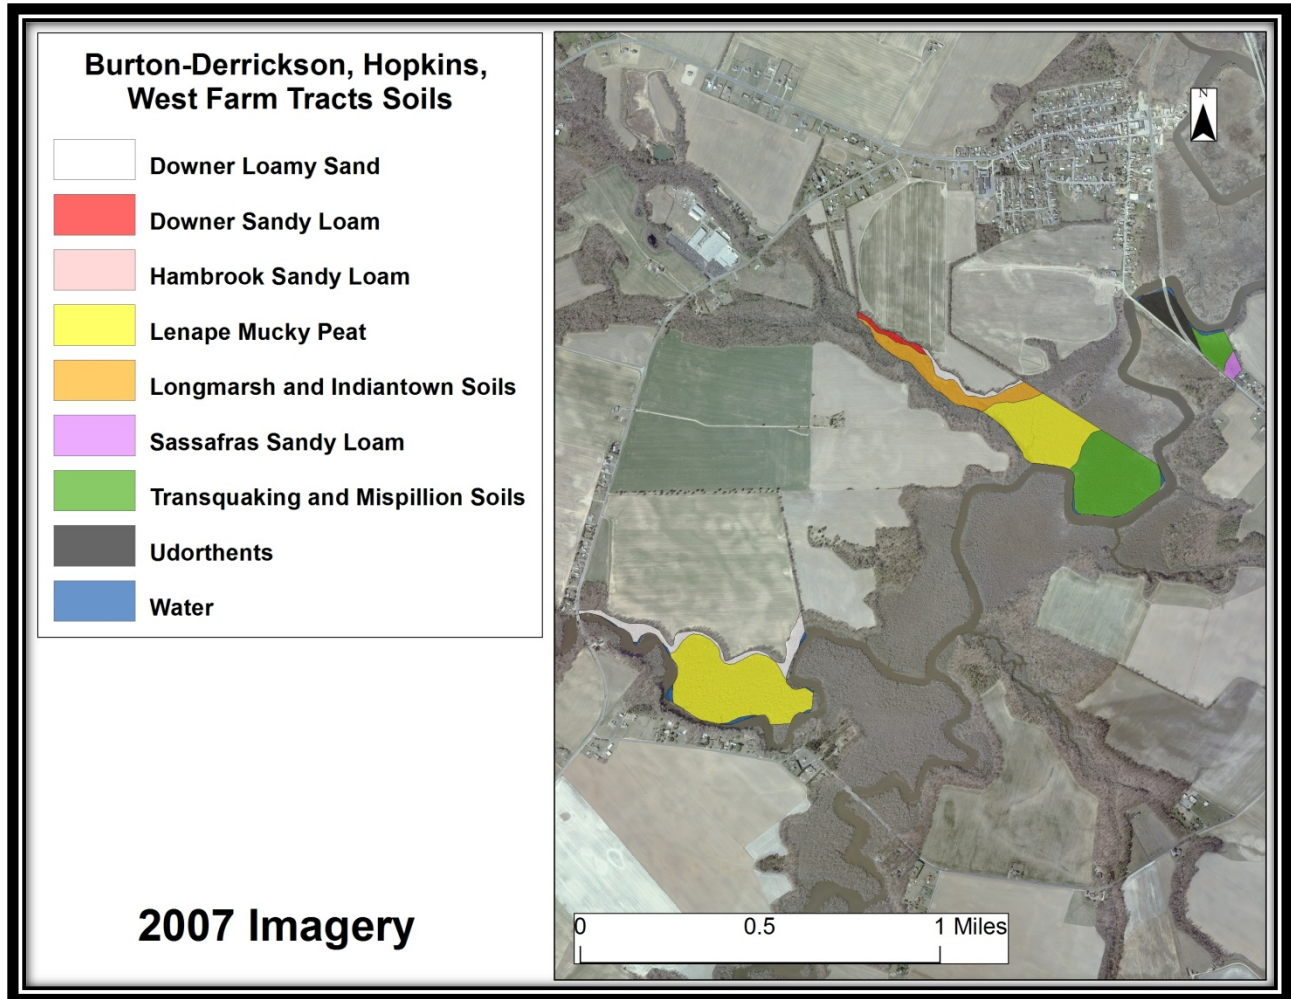 Burton-Derrickson, Hopkins,
West Farm Tracts Soils
Downer Loamy Sand
Downer Sandy Loam
Hambrook Sandy Loam
Lenape Mucky Peat
Longmarsh and Indiantown Soils
Sassafras Sandy Loam
Transquaking and Mispillion Soils
Udorthents
Water
2007 Imagery
N
0 0.5 1 Miles